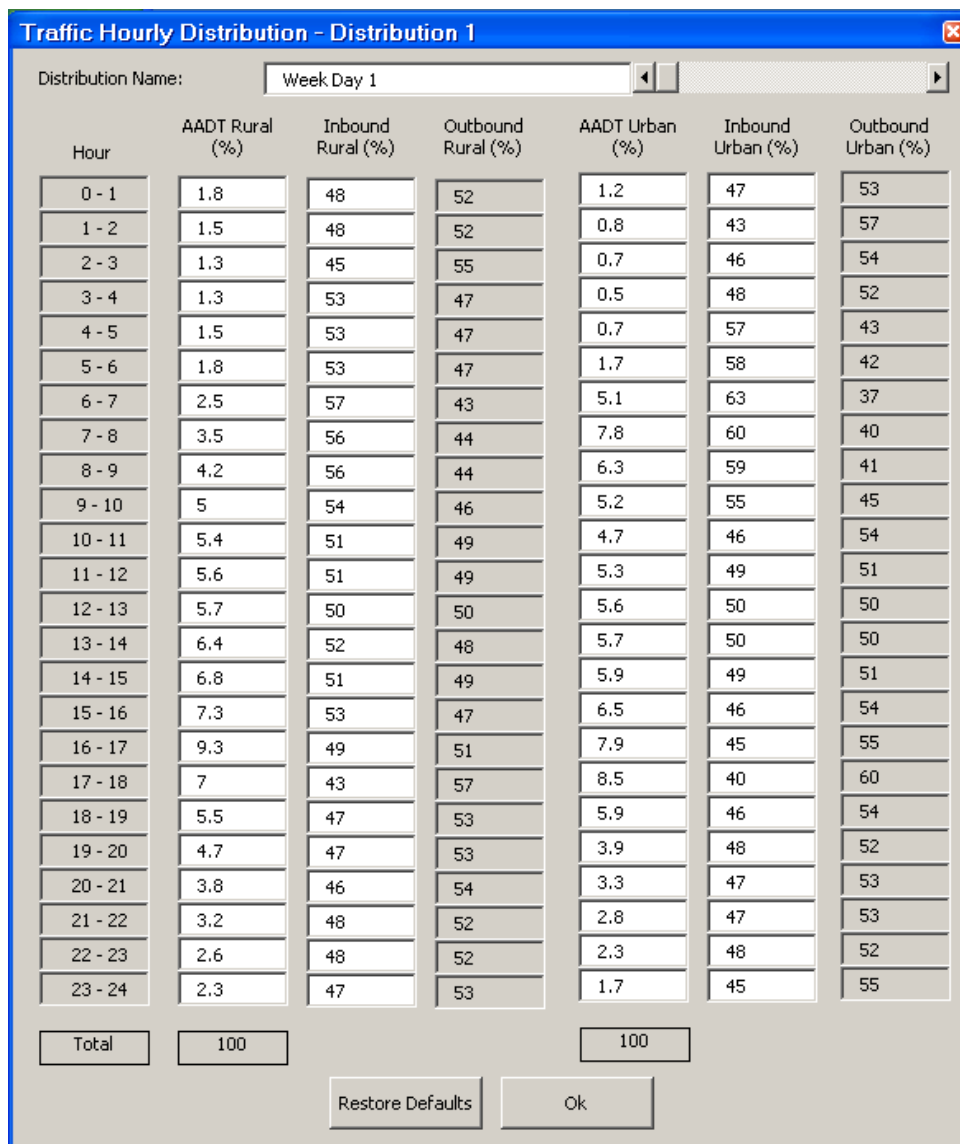 Traffic Hourly Distribution - Distribution 1
Distribution Name: Week Day 1
Hour AADT Rural (%) Inbound Rural (%) Outbound Rural (%) AADT Urban (%) Inbound Urban (%) Outbound Urban (%)
0 - 1 1.8 48 52 1.2 47 53
1 - 2 1.5 48 52 0.8 43 57
2 - 3 1.3 45 55 0.7 46 54
3 - 4 1.3 53 47 0.5 48 52
4 - 5 1.5 53 47 0.7 57 43
5 - 6 1.8 53 47 1.7 58 42
6 - 7 2.5 57 43 5.1 63 37
7 - 8 3.5 56 44 7.8 60 40
8 - 9 4.2 56 44 6.3 59 41
9 - 10 5 54 46 5.2 55 45
10 - 11 5.4 51 49 4.7 46 54
11 - 12 5.6 51 49 5.3 49 51
12 - 13 5.7 50 50 5.6 50 50
13 - 14 6.4 52 48 5.7 50 50
14 - 15 6.8 51 49 5.9 49 51
15 - 16 7.3 53 47 6.5 46 54
16 - 17 9.3 49 51 7.9 45 55
17 - 18 7 43 57 8.5 40 60
18 - 19 5.5 47 53 5.9 46 54
19 - 20 4.7 47 53 3.9 48 52
20 - 21 3.8 46 54 3.3 47 53
21 - 22 3.2 48 52 2.8 47 53
22 - 23 2.6 48 52 2.3 48 52
23 - 24 2.3 47 53 1.7 45 55
Total 100 100
Restore Defaults Ok